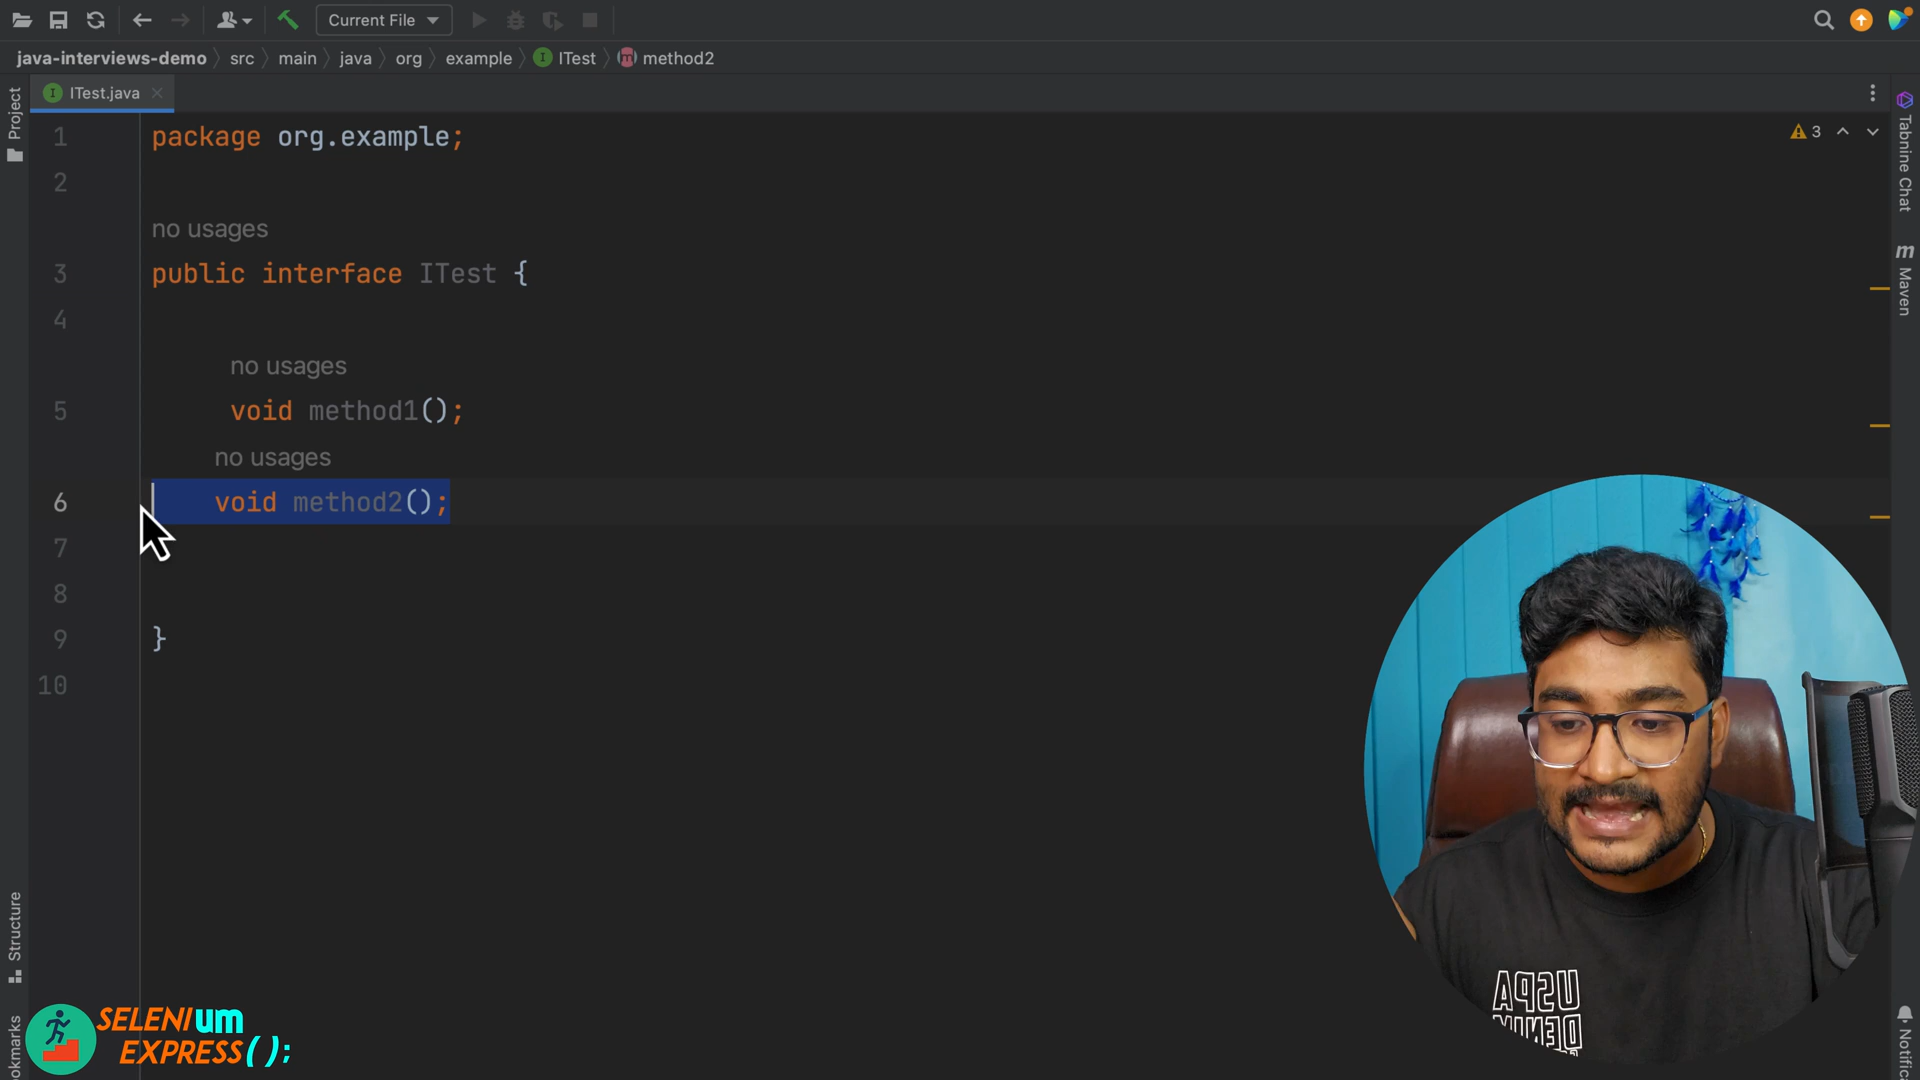 Current File
java-interviews-demo src main java org example ITest method2
ITest.java
Project
1 package org.example;
3
2
no usages
3 public interface ITest {
4
no usages
5 void method1();
no usages
6 void method2();
7
8
9 }
10
Tabnine Chat
Maven
Structure
SELENIUM
EXPRESS();
USPA